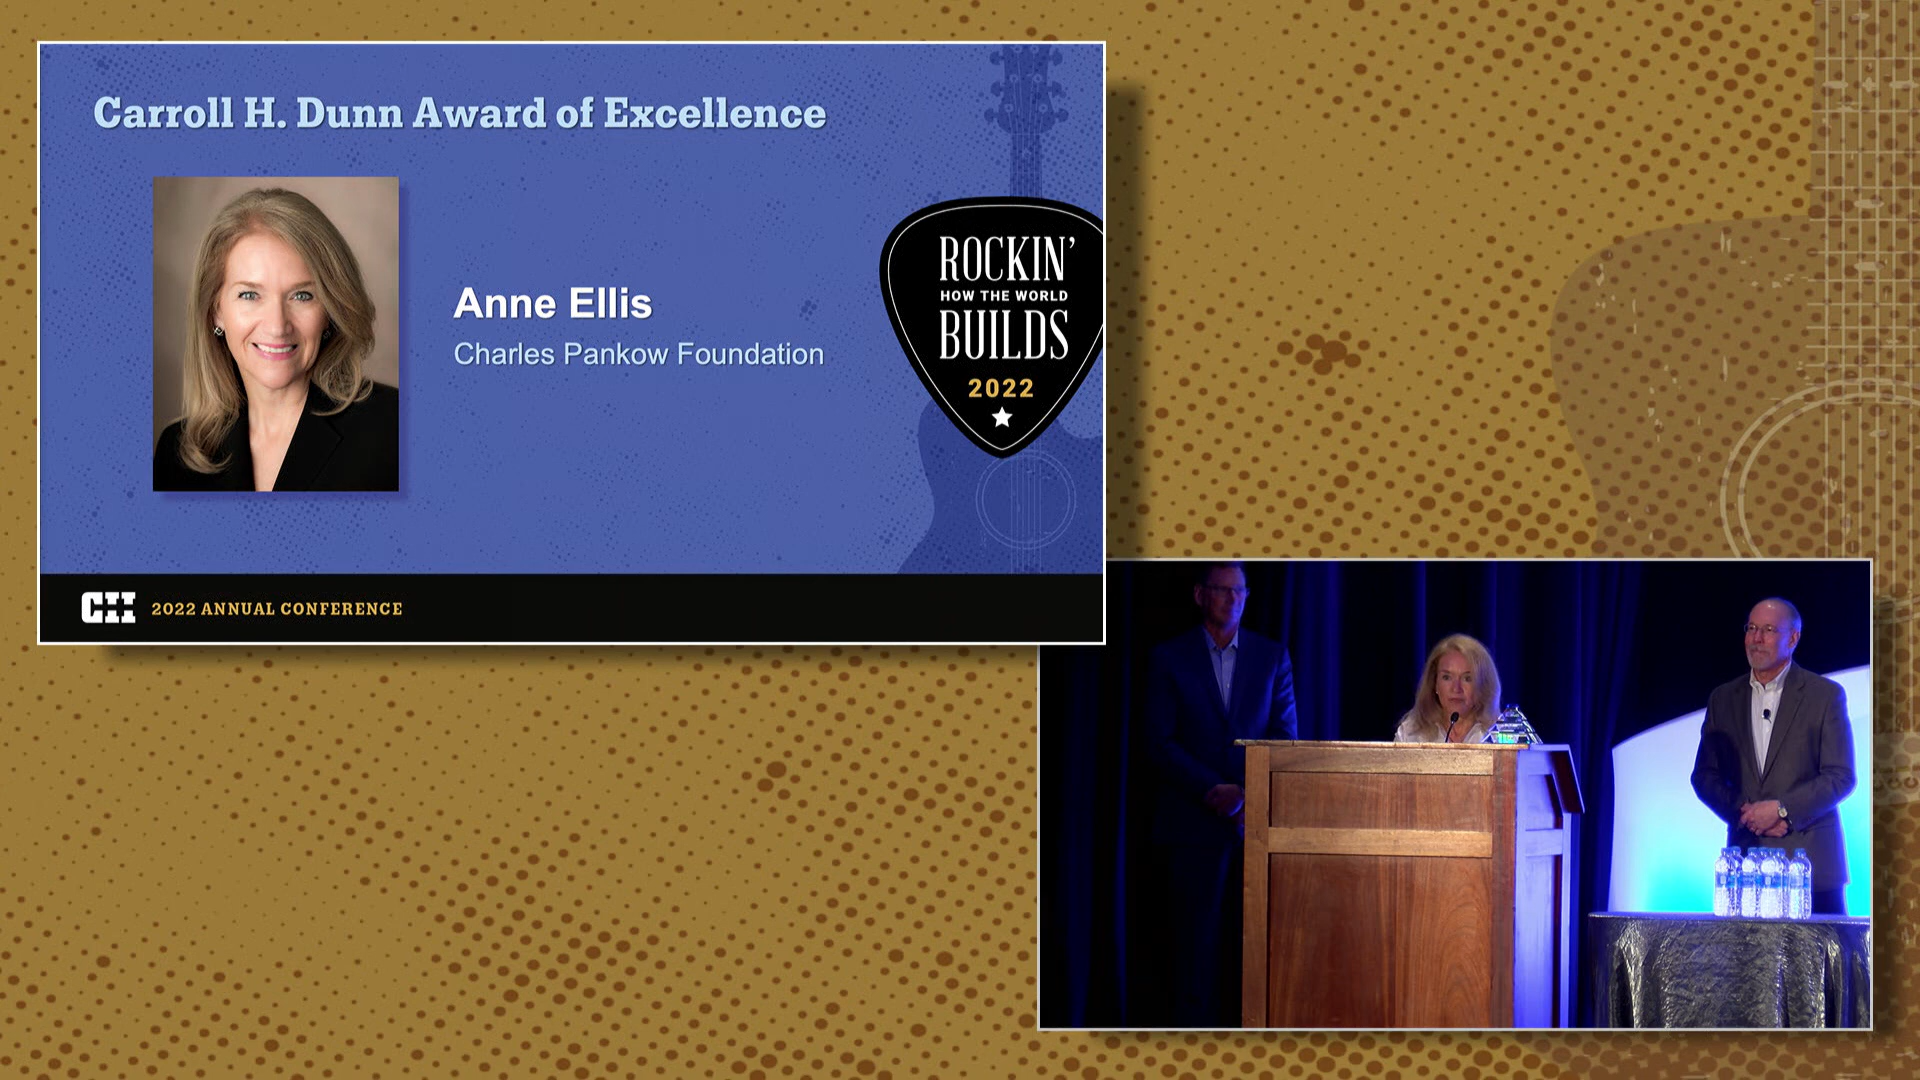 Carroll H. Dunn Award of Excellence
Anne Ellis
Charles Pankow Foundation
ROCKIN'
HOW THE WORLD
BUILDS
2022
CII 2022 ANNUAL CONFERENCE